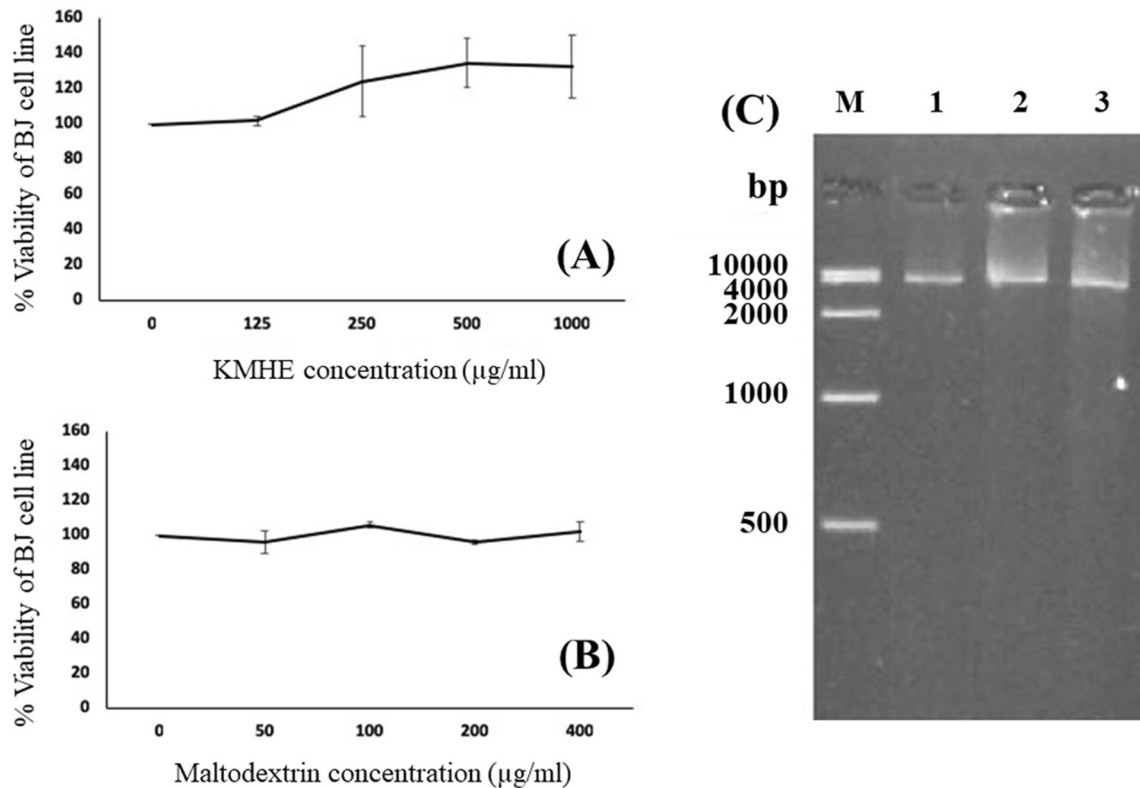 % Viability of BJ cell line
160
140
120
100
80
60
40
20
0
(A)
0 125 250 500 1000
KMHE concentration (µg/ml)
% Viability of BJ cell line
160
140
120
100
80
60
40
20
0
(B)
0 50 100 200 400
Maltodextrin concentration (µg/ml)
(C) M 1 2 3
bp
10000
4000
2000
1000
500